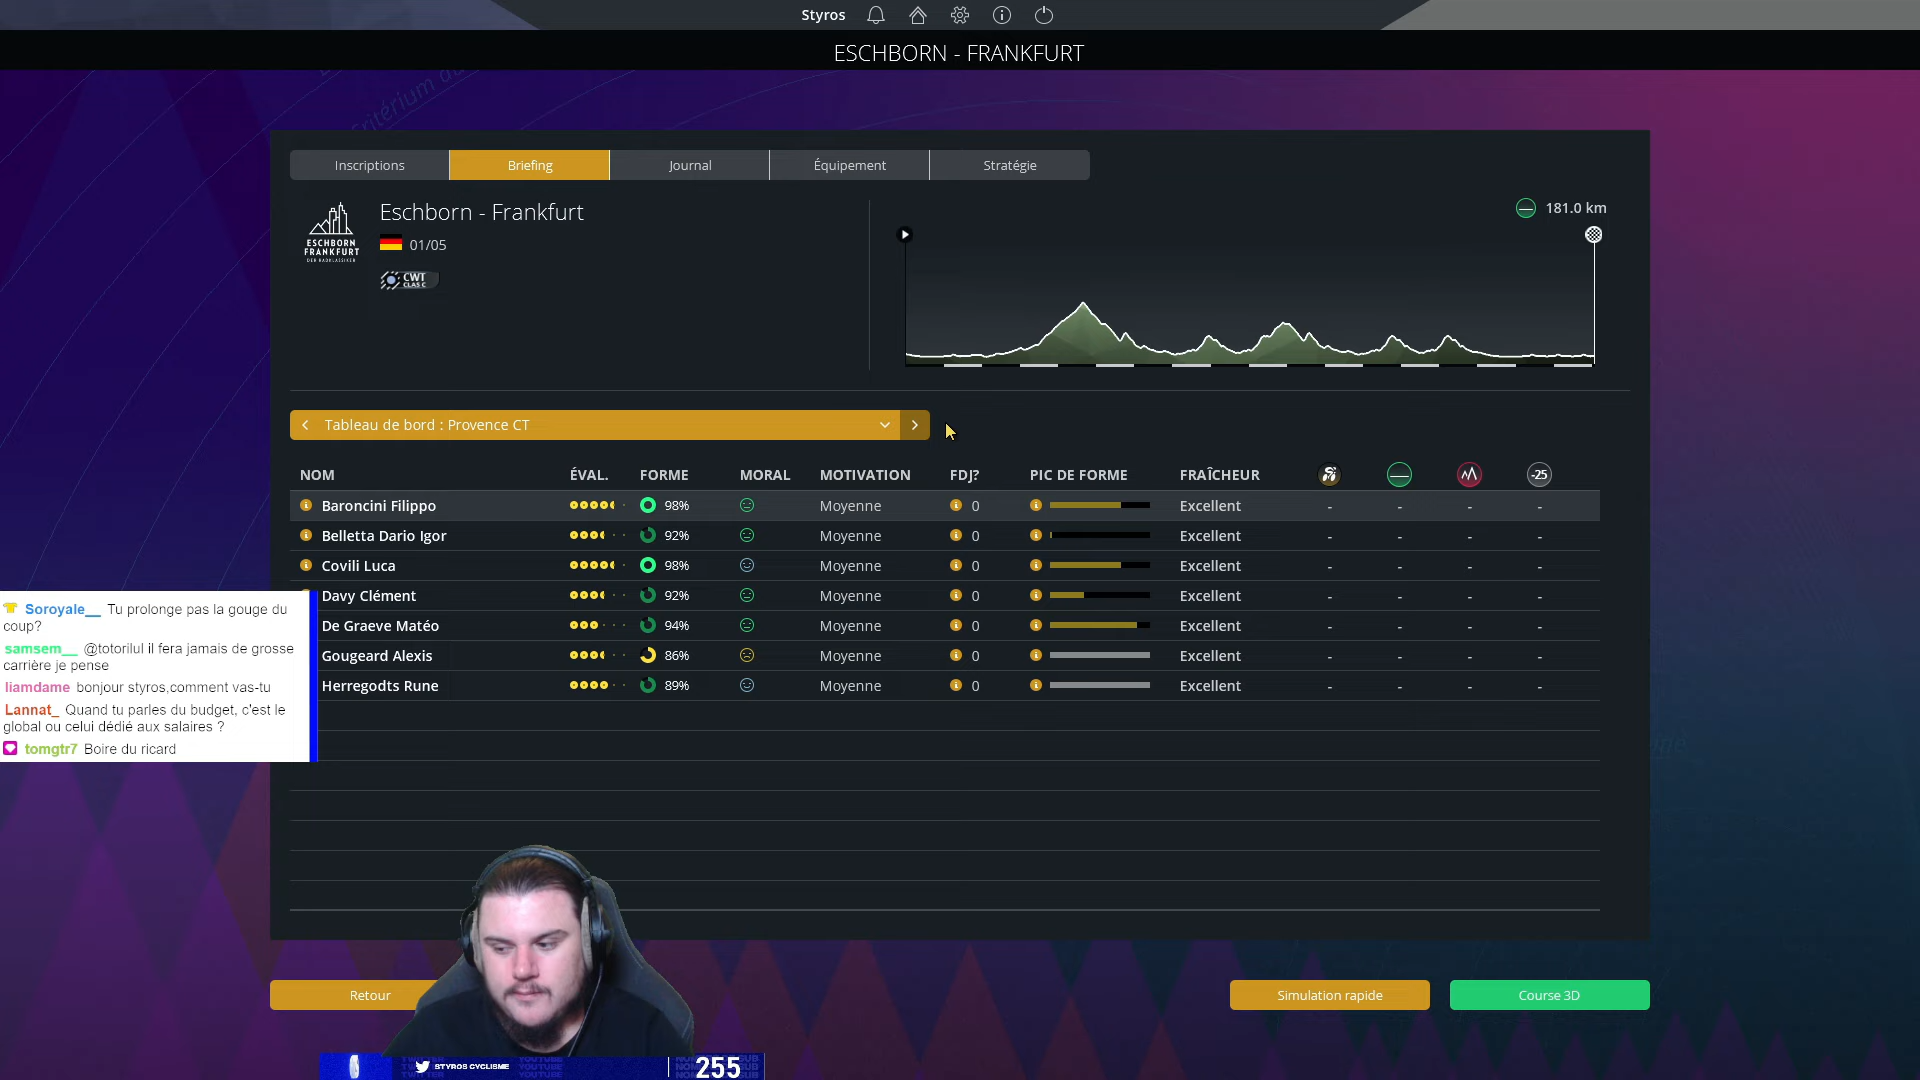 Styros
ESCHBORN - FRANKFURT
Inscriptions
Briefing
Journal
Équipement
Stratégie
ESCHBORN
FRANKFURT
DER RADKLASSIKER
Eschborn - Frankfurt
01/05
CWT
CLAS C
181.0 km
Tableau de bord : Provence CT
NOM ÉVAL. FORME MORAL MOTIVATION FDJ? PIC DE FORME FRAÎCHEUR -25
Baroncini Filippo 98% Moyenne 0 Excellent - - - -
Belletta Dario Igor 92% Moyenne 0 Excellent - - - -
Covili Luca 98% Moyenne 0 Excellent - - - -
Davy Clément 92% Moyenne 0 Excellent - - - -
De Graeve Matéo 94% Moyenne 0 Excellent - - - -
Gougeard Alexis 86% Moyenne 0 Excellent - - - -
Herregodts Rune 89% Moyenne 0 Excellent - - - -
Soroyale__ Tu prolonge pas la gouge du
coup?
samsem__ @totorilul il fera jamais de grosse
carrière je pense
liamdame bonjour styros,comment vas-tu
Lannat_ Quand tu parles du budget, c'est le
global ou celui dédié aux salaires ?
tomgtr7 Boire du ricard
Retour
Simulation rapide
Course 3D
STYROS CYCLISME
255